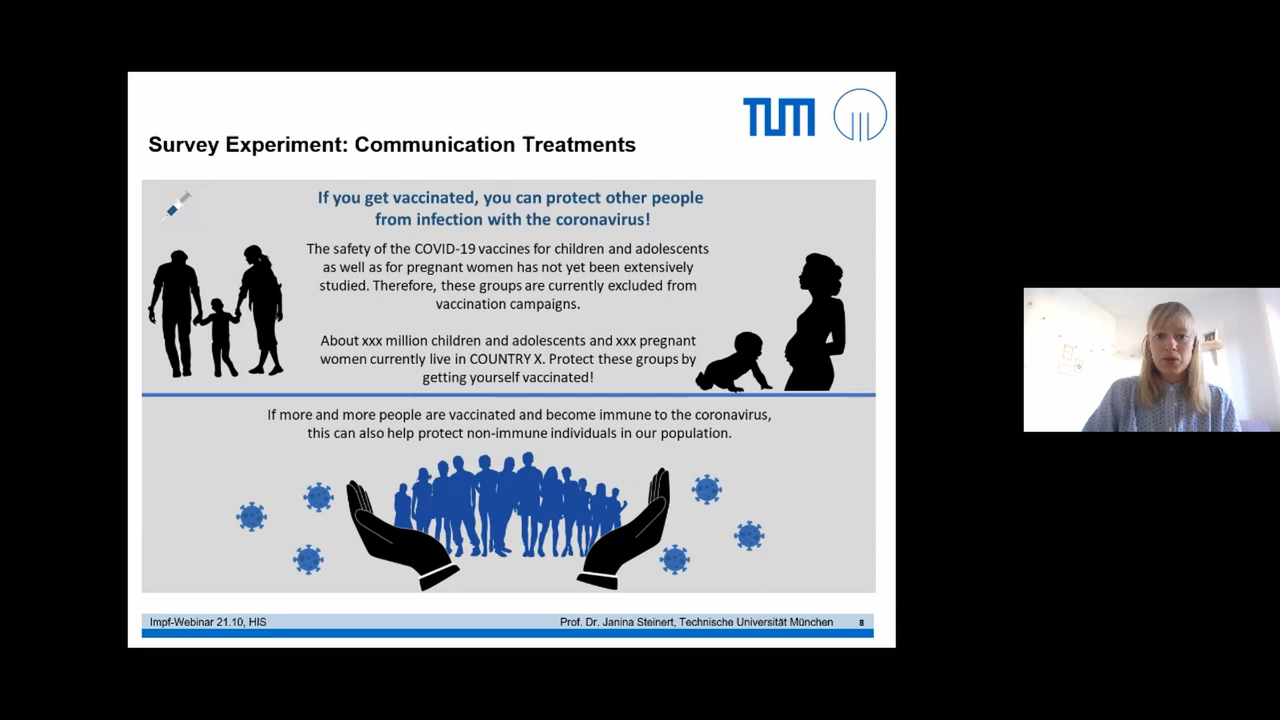 TUM
Survey Experiment: Communication Treatments
If you get vaccinated, you can protect other people
from infection with the coronavirus!
The safety of the COVID-19 vaccines for children and adolescents
as well as for pregnant women has not yet been extensively
studied. Therefore, these groups are currently excluded from
vaccination campaigns.
About xxx million children and adolescents and xxx pregnant
women currently live in COUNTRY X. Protect these groups by
getting yourself vaccinated!
If more and more people are vaccinated and become immune to the coronavirus,
this can also help protect non-immune individuals in our population.
Impf-Webinar 21.10, HIS
Prof. Dr. Janina Steinert, Technische Universität München
8